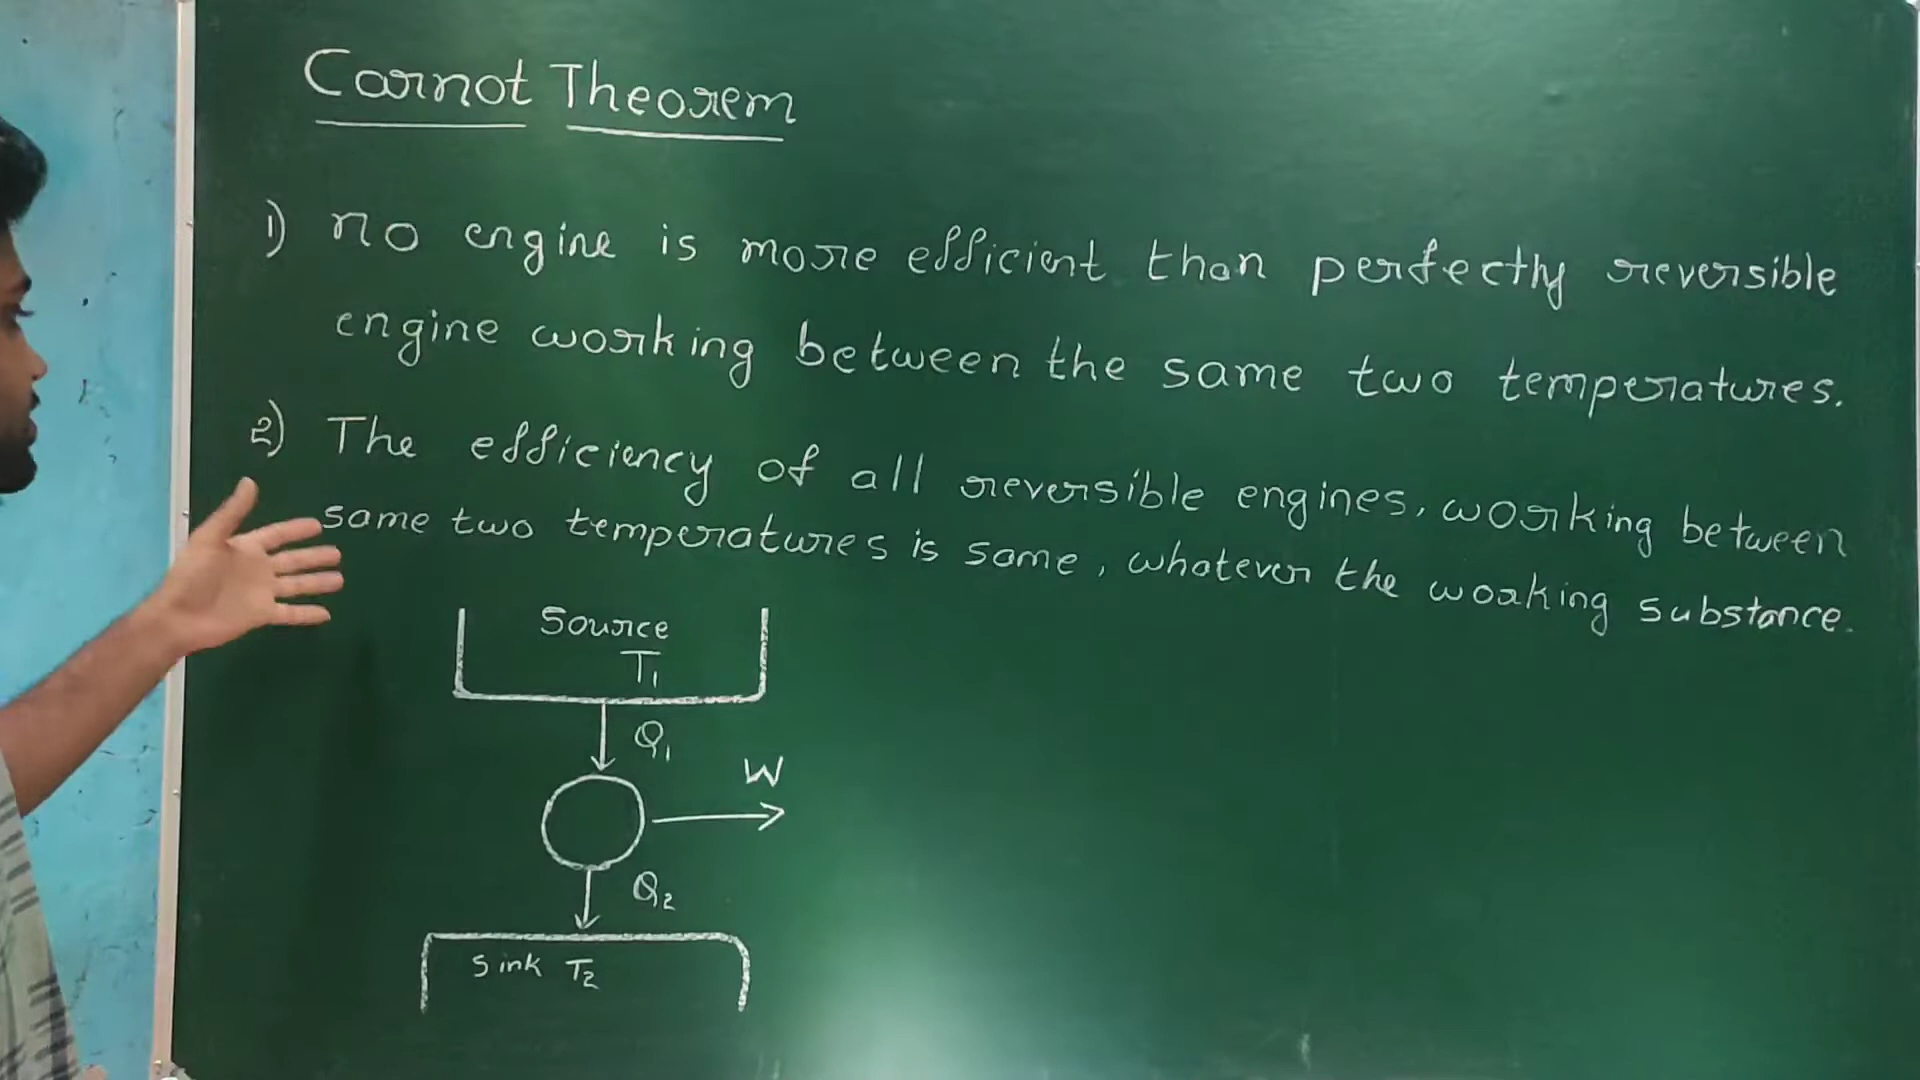 Carnot Theorem
1) no engine is more efficient than perfectly reversible
engine working between the same two temperatures.
2) The efficiency of all reversible engines, working between
same two temperatures is same, whatever the working substance.
Source
T1
Q1
W
Q2
Sink T2